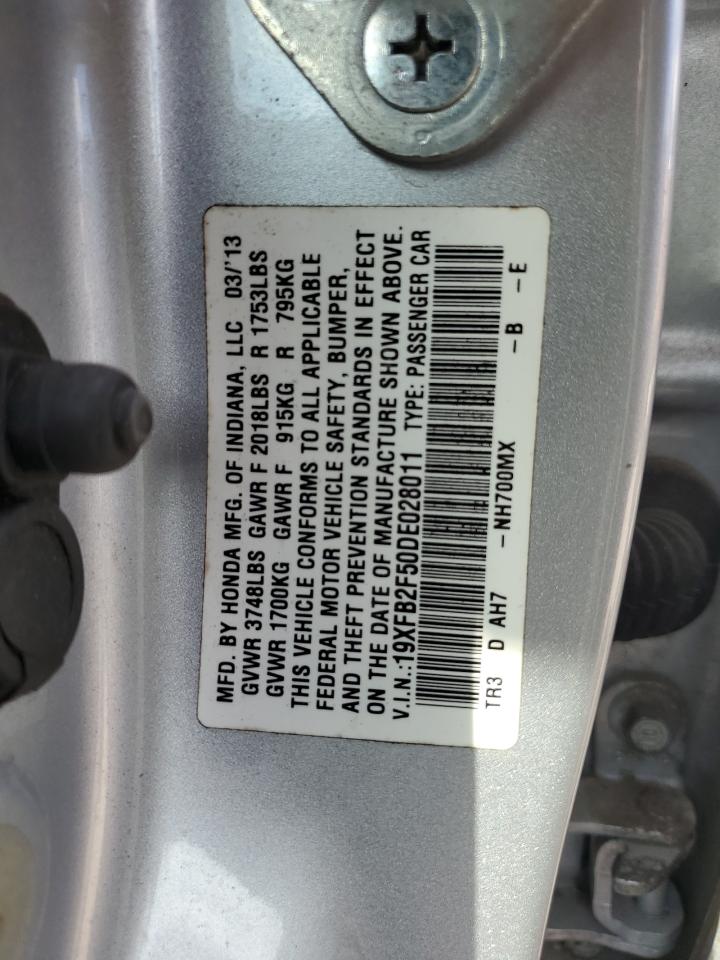 MFD. BY HONDA MFG. OF INDIANA, LLC 03/'13
GVWR 3748LBS GAWR F 2018LBS R 1753LBS
GVWR 1700KG GAWR F 915KG R 795KG
THIS VEHICLE CONFORMS TO ALL APPLICABLE
FEDERAL MOTOR VEHICLE SAFETY, BUMPER,
AND THEFT PREVENTION STANDARDS IN EFFECT
ON THE DATE OF MANUFACTURE SHOWN ABOVE.
V.I.N.:19XFB2F50DE028011 TYPE: PASSENGER CAR
TR3 D AH7 -NH700MX -B -E